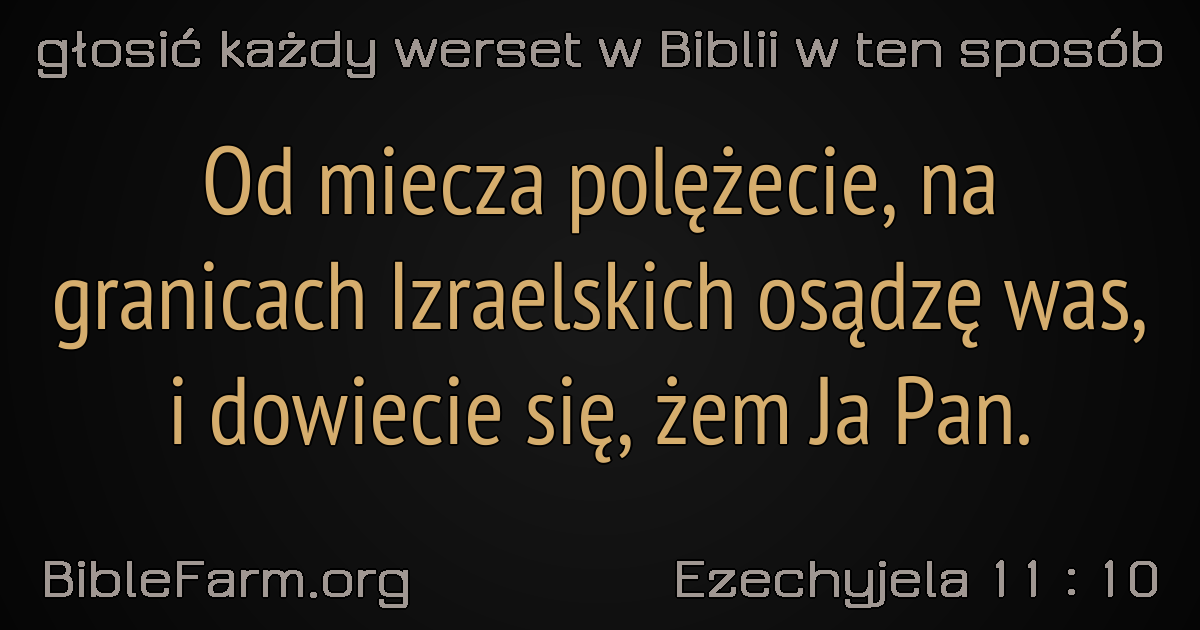 głosić każdy werset w Biblii w ten sposób
Od miecza polężecie, na
granicach Izraelskich osądzę was,
i dowiecie się, żem Ja Pan.
BibleFarm.org
Ezechyjela 11 : 10